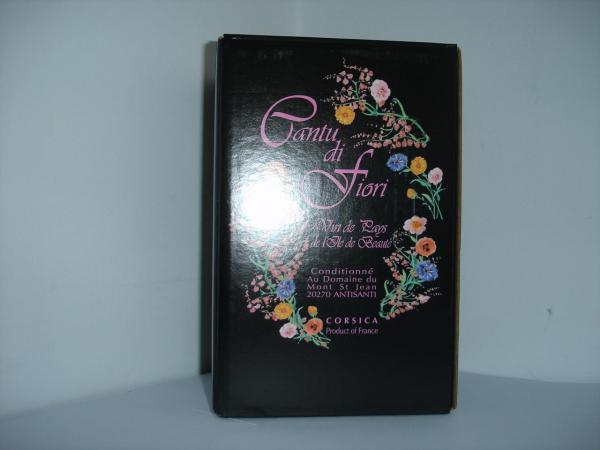 Cantu
di
Fiori
Vin de Pays
de l'Ile de Beauté
Conditionné
Au Domaine du
Mont St Jean
20270 ANTISANTI
CORSICA
Product of France